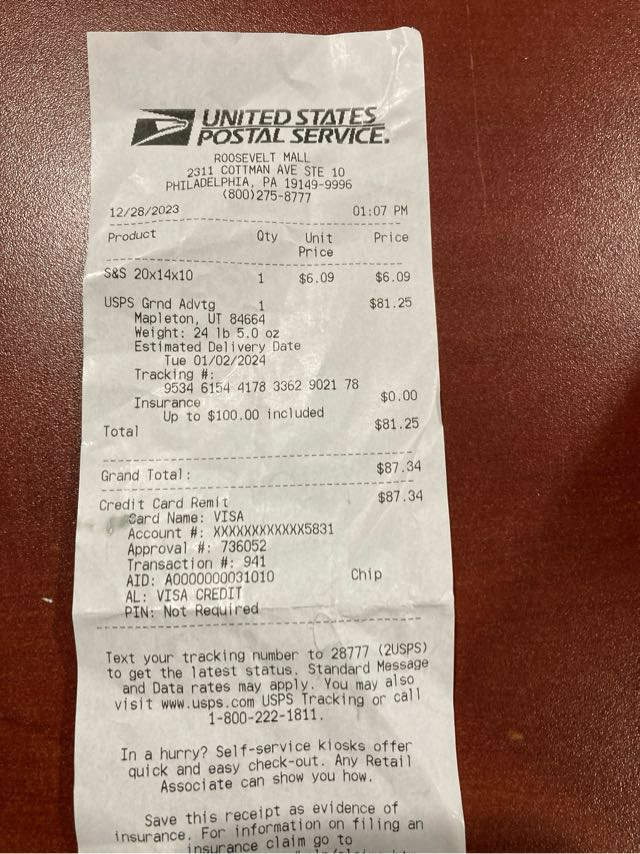 UNITED STATES
POSTAL SERVICE.
ROOSEVELT MALL
2311 COTTMAN AVE STE 10
PHILADELPHIA, PA 19149-9996
(800)275-8777
12/28/2023 01:07 PM
Product Qty Unit Price
Price
S&S 20x14x10 1 $6.09 $6.09
USPS Grnd Advtg 1 $81.25
Mapleton, UT 84664
Weight: 24 lb 5.0 oz
Estimated Delivery Date
Tue 01/02/2024
Tracking #:
9534 6154 4178 3362 9021 78
Insurance $0.00
Up to $100.00 included
Total $81.25
Grand Total: $87.34
Credit Card Remit $87.34
Card Name: VISA
Account #: XXXXXXXXXXXX5831
Approval #: 736052
Transaction #: 941
AID: A0000000031010 Chip
AL: VISA CREDIT
PIN: Not Required
Text your tracking number to 28777 (2USPS)
to get the latest status. Standard Message
and Data rates may apply. You may also
visit www.usps.com USPS Tracking or call
1-800-222-1811.
In a hurry? Self-service kiosks offer
quick and easy check-out. Any Retail
Associate can show you how.
Save this receipt as evidence of
insurance. For information on filing an
insurance claim go to